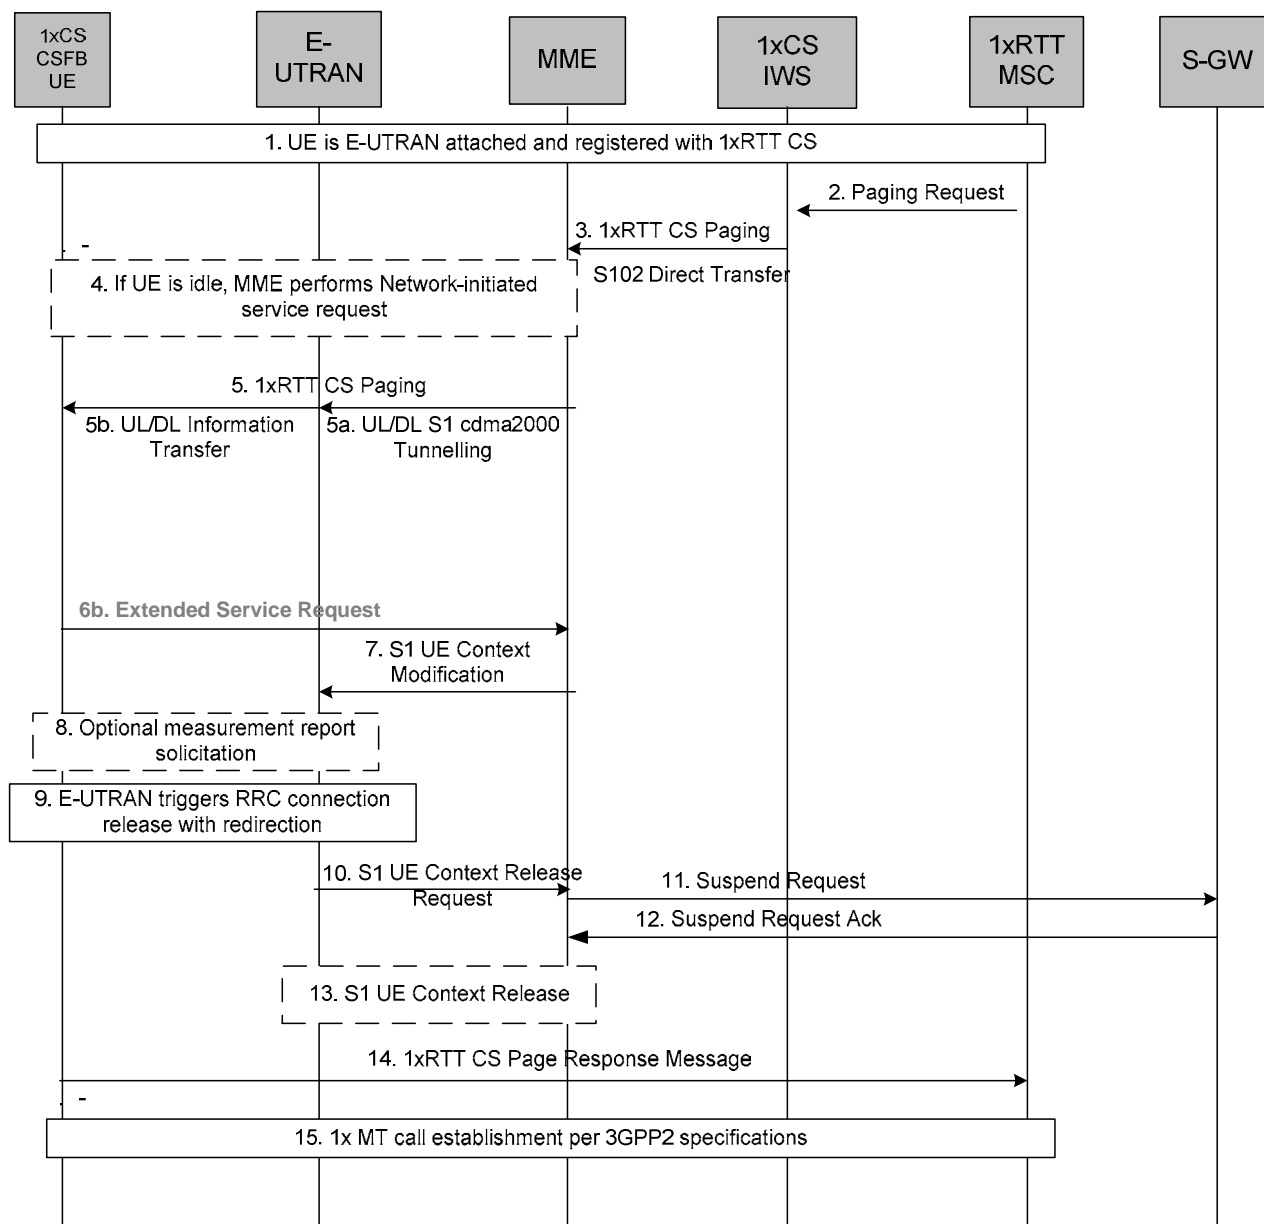 1xCS
CSFB
UE
E-
UTRAN
MME
1xCS
IWS
1xRTT
MSC
S-GW
1. UE is E-UTRAN attached and registered with 1xRTT CS
2. Paging Request
3. 1xRTT CS Paging
S102 Direct Transfer
4. If UE is idle, MME performs Network-initiated
service request
5. 1xRTT CS Paging
5b. UL/DL Information
Transfer
5a. UL/DL S1 cdma2000
Tunnelling
6b. Extended Service Request
7. S1 UE Context
Modification
8. Optional measurement report
solicitation
9. E-UTRAN triggers RRC connection
release with redirection
10. S1 UE Context Release
Request
11. Suspend Request
12. Suspend Request Ack
13. S1 UE Context Release
14. 1xRTT CS Page Response Message
15. 1x MT call establishment per 3GPP2 specifications